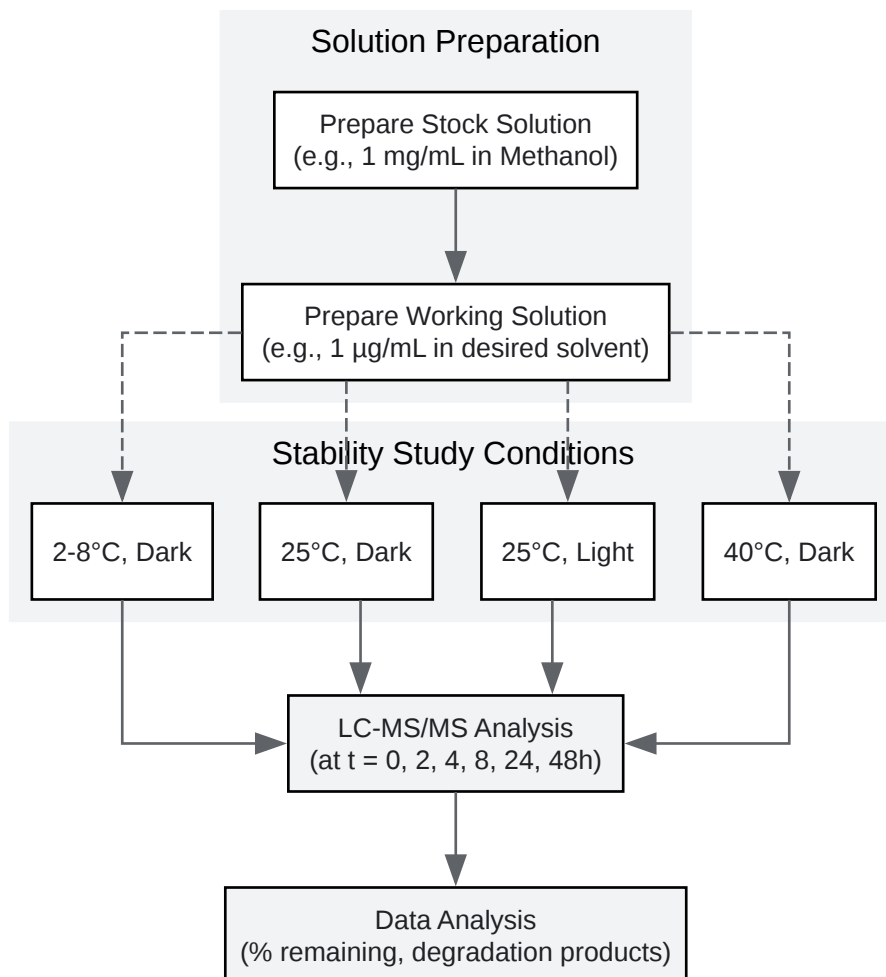 Solution Preparation
Prepare Stock Solution
(e.g., 1 mg/mL in Methanol)
Prepare Working Solution
(e.g., 1 µg/mL in desired solvent)
Stability Study Conditions
2-8°C, Dark
25°C, Dark
25°C, Light
40°C, Dark
LC-MS/MS Analysis
(at t = 0, 2, 4, 8, 24, 48h)
Data Analysis
(% remaining, degradation products)